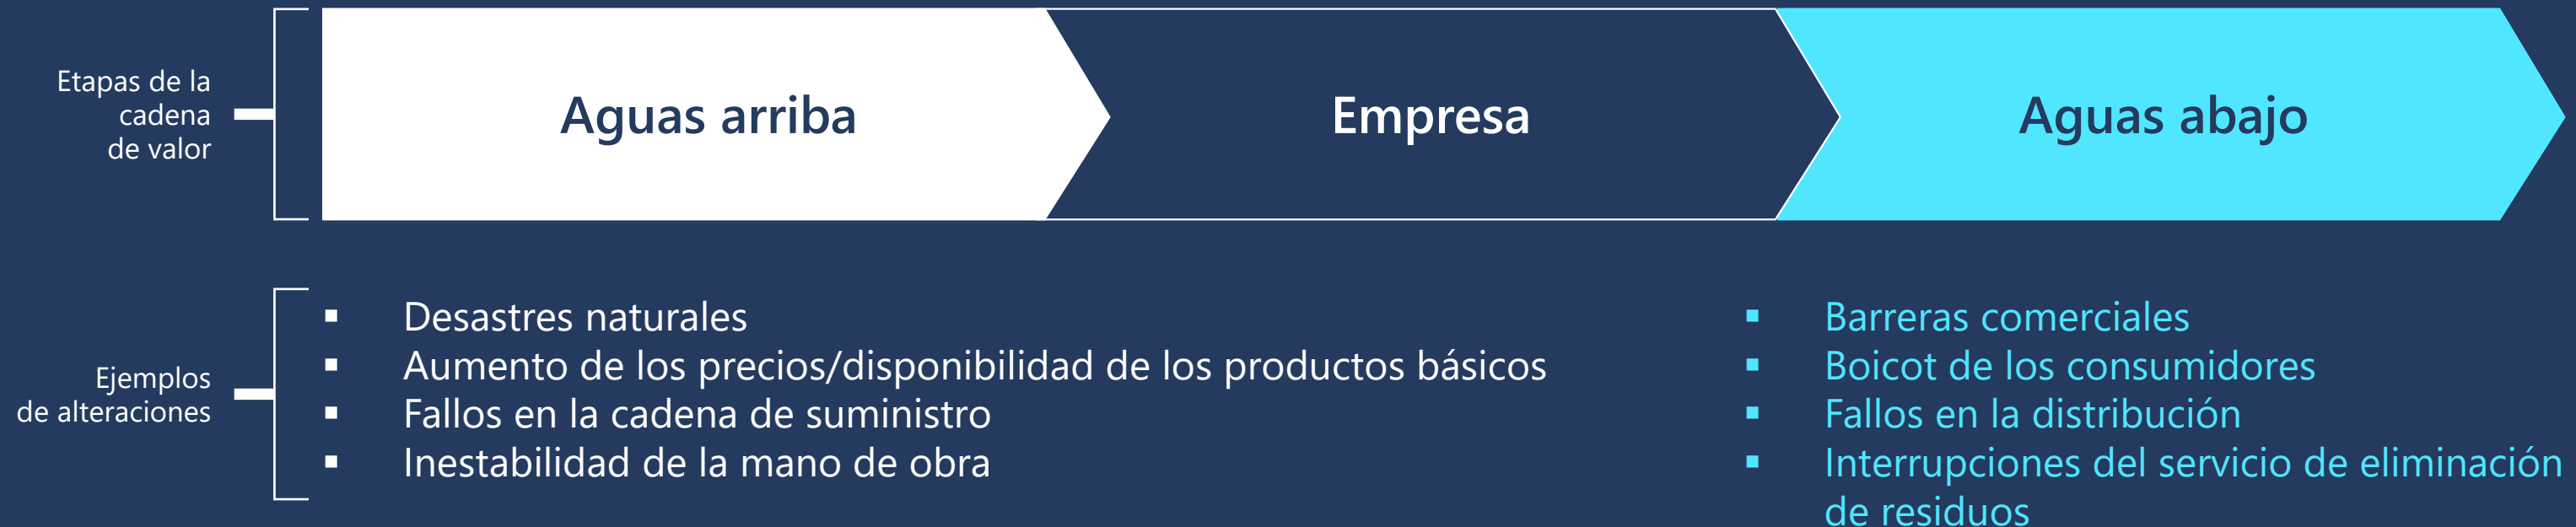 Etapas de la
cadena
de valor
Aguas arriba
Empresa
Aguas abajo
Ejemplos
de alteraciones
▪ Desastres naturales
▪ Aumento de los precios/disponibilidad de los productos básicos
▪ Fallos en la cadena de suministro
▪ Inestabilidad de la mano de obra
▪ Barreras comerciales
▪ Boicot de los consumidores
▪ Fallos en la distribución
▪ Interrupciones del servicio de eliminación
de residuos